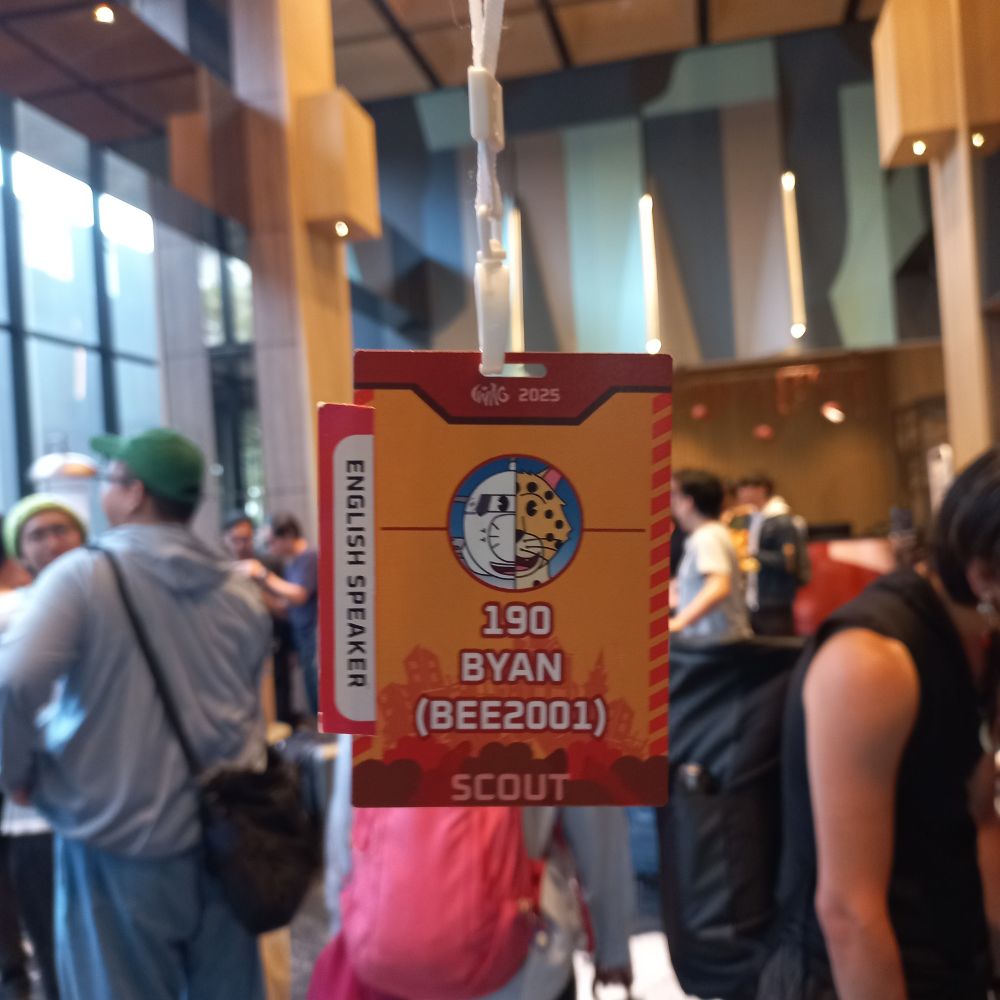 2025
ENGLISH SPEAKER
190
BYAN
(BEE2001)
SCOUT